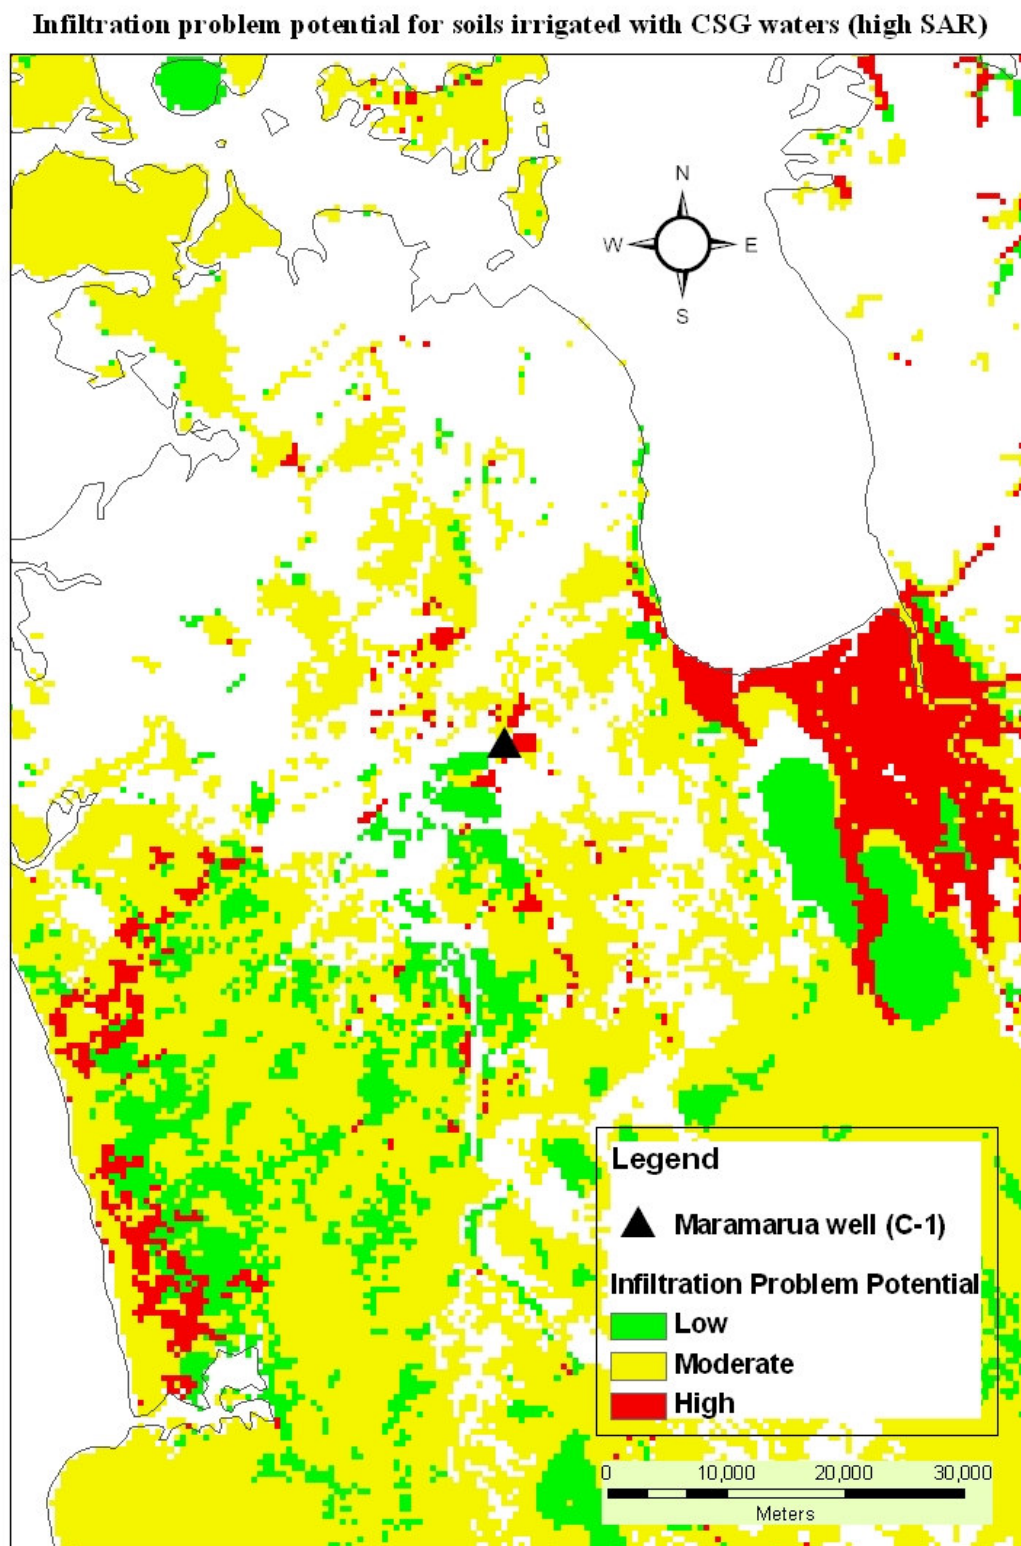 Infiltration problem potential for soils irrigated with CSG waters (high SAR)
N
W E
S
Legend
Maramarua well (C-1)
Infiltration Problem Potential
Low
Moderate
High
0 10,000 20,000 30,000
Meters